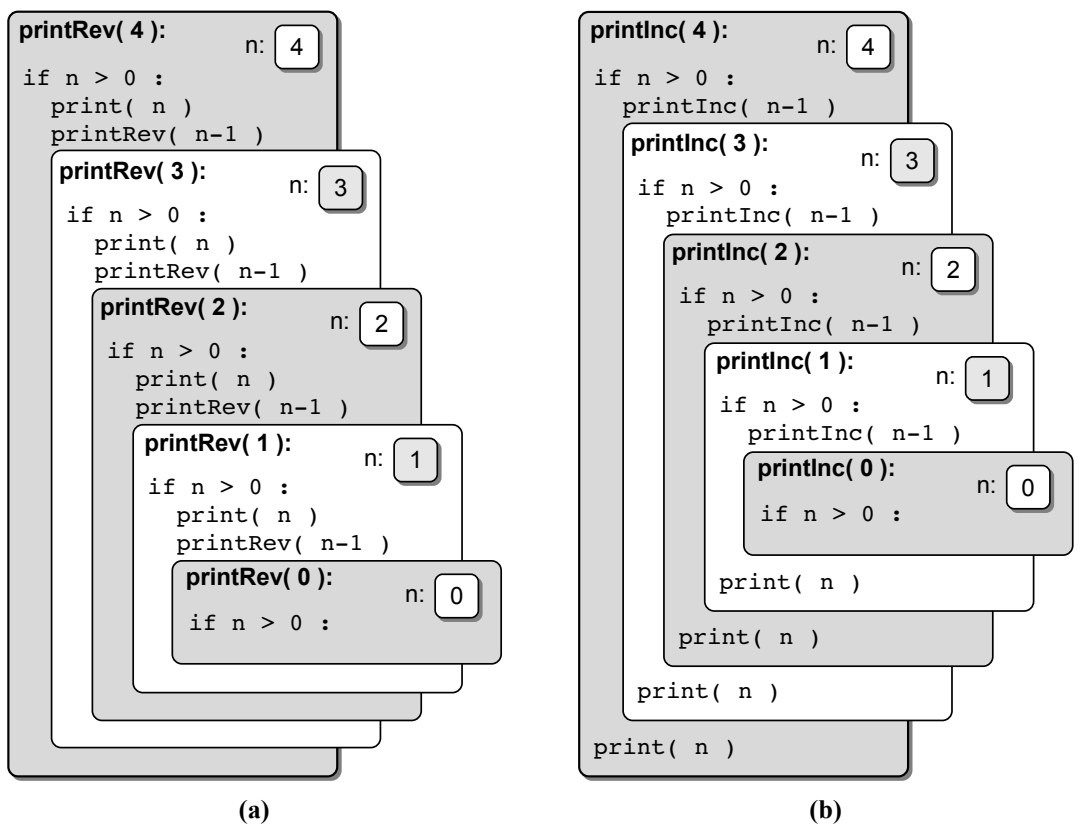 printRev( 4 ):
n: 4
if n > 0 :
print( n )
printRev( n-1 )
printRev( 3 ):
n: 3
if n > 0 :
print( n )
printRev( n-1 )
printRev( 2 ):
n: 2
if n > 0 :
print( n )
printRev( n-1 )
printRev( 1 ):
n: 1
if n > 0 :
print( n )
printRev( n-1 )
printRev( 0 ):
n: 0
if n > 0 :
(a)
printInc( 4 ):
n: 4
if n > 0 :
printInc( n-1 )
printInc( 3 ):
n: 3
if n > 0 :
printInc( n-1 )
printInc( 2 ):
n: 2
if n > 0 :
printInc( n-1 )
printInc( 1 ):
n: 1
if n > 0 :
printInc( n-1 )
printInc( 0 ):
n: 0
if n > 0 :
print( n )
print( n )
print( n )
print( n )
(b)